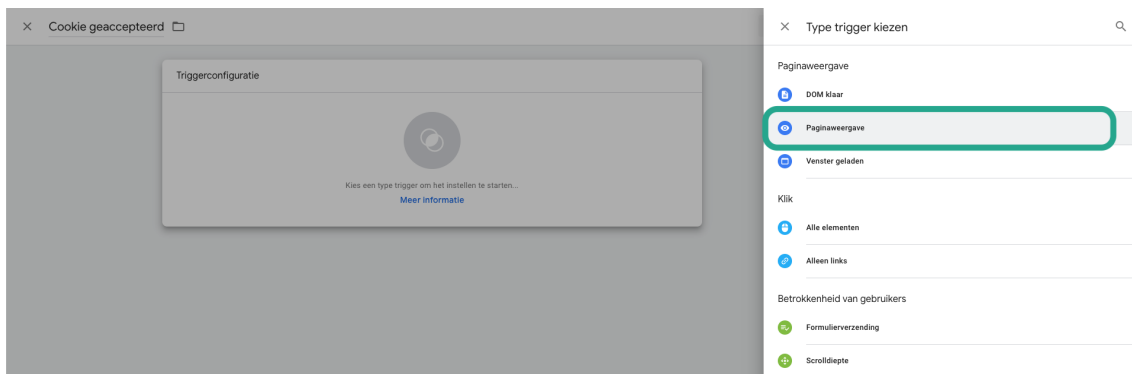 Cookie geaccepteerd
Triggerconfiguratie
Kies een type trigger om het instellen te starten...
Meer informatie
Type trigger kiezen
Paginaweergave
DOM klaar
Paginaweergave
Venster geladen
Klik
Alle elementen
Alleen links
Betrokkenheid van gebruikers
Formulierverzending
Scrolldiepte